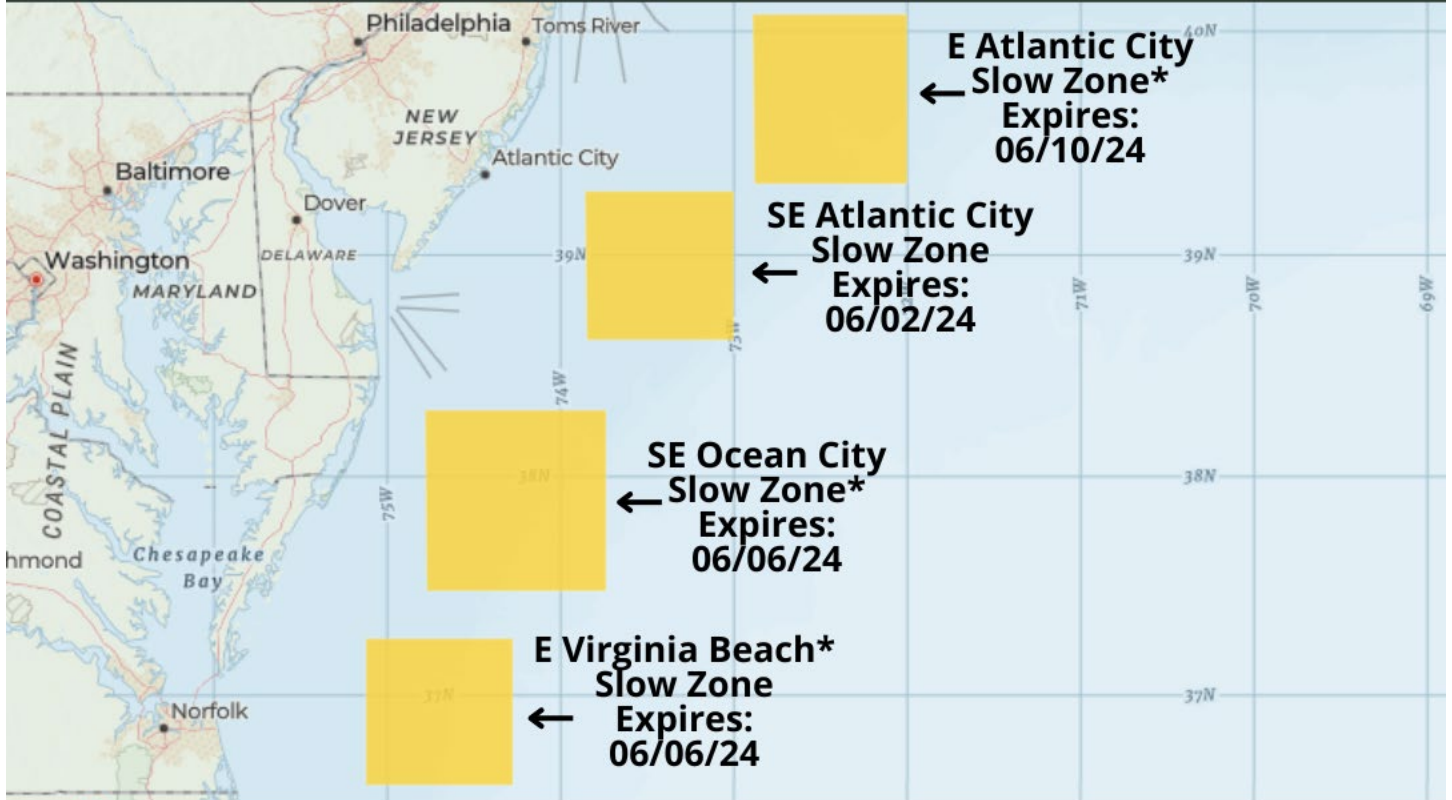 Philadelphia
Toms River
40N
E Atlantic City
Slow Zone*
Expires:
06/10/24
NEW
JERSEY
Atlantic City
Baltimore
Dover
SE Atlantic City
Slow Zone
Expires:
06/02/24
39N
39N
DELAWARE
Washington
MARYLAND
73W
71W
70W
69W
74W
COASTAL PLAIN
SE Ocean City
Slow Zone*
Expires:
06/06/24
38N
38N
75W
hmond
Chesapeake
Bay
E Virginia Beach*
Slow Zone
Expires:
06/06/24
37N
37N
Norfolk